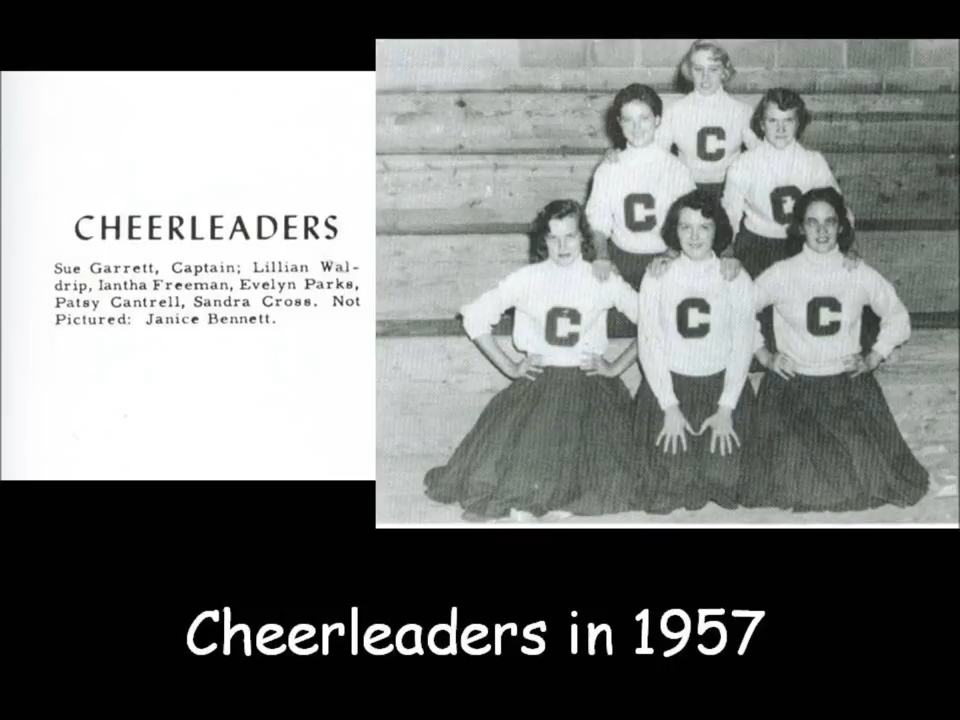 CHEERLEADERS
Sue Garrett, Captain; Lillian Wal-
drip, Iantha Freeman, Evelyn Parks,
Patsy Cantrell, Sandra Cross. Not
Pictured: Janice Bennett.
C
C
C
C
C
C
Cheerleaders in 1957